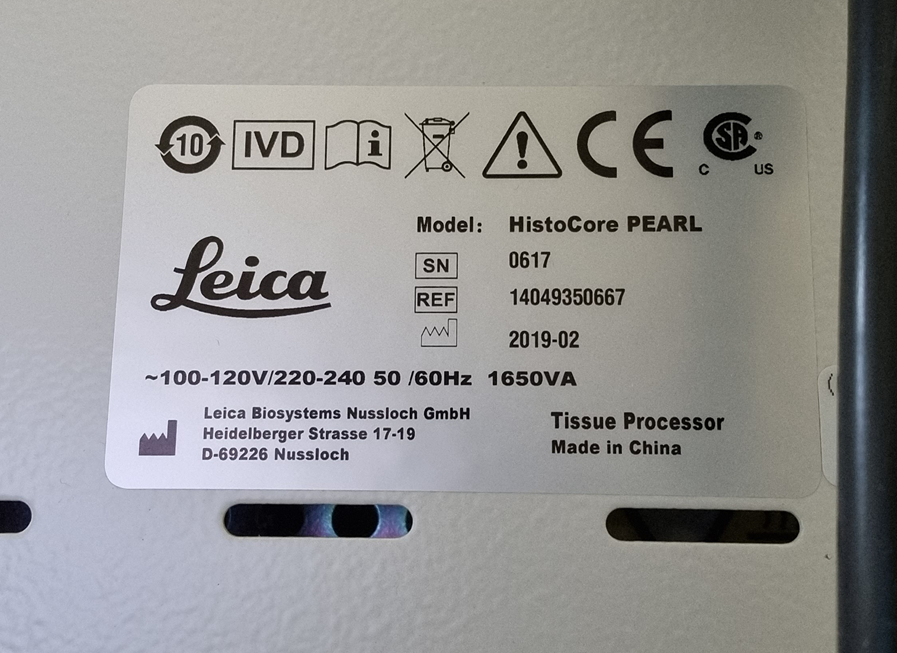 10 IVD i CE CSA ® C US
Model: HistoCore PEARL
Leica
SN 0617
REF 14049350667
2019-02
~100-120V/220-240 50 /60Hz 1650VA
Leica Biosystems Nussloch GmbH
Heidelberger Strasse 17-19
D-69226 Nussloch
Tissue Processor
Made in China